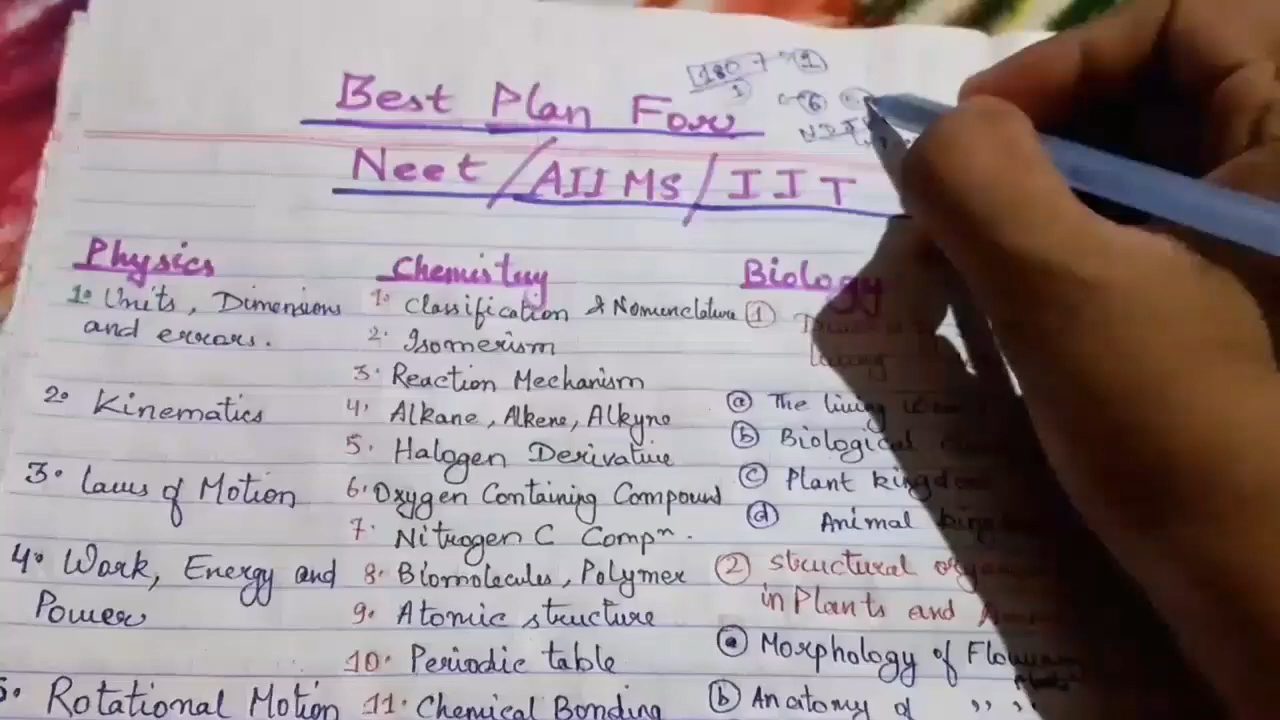 Best Plan For
Neet / AIIMS / IIT
180
6
Physics
1. Units, Dimensions
and errors.
2. Kinematics
3. Laws of Motion
4. Work, Energy and
Power
5. Rotational Motion
Chemistry
1. Classification & Nomenclature
2. Isomerism
3. Reaction Mechanism
4. Alkane, Alkene, Alkyne
5. Halogen Derivative
6. Oxygen Containing Compound
7. Nitrogen C Compn.
8. Biomolecules, Polymer
9. Atomic structure
10. Periodic table
11. Chemical Bonding
Biology
1
living
a The living
b Biological
c Plant kingdom
d Animal
2 structural
in Plants and
a Morphology of
b Anatomy of ,, ,,